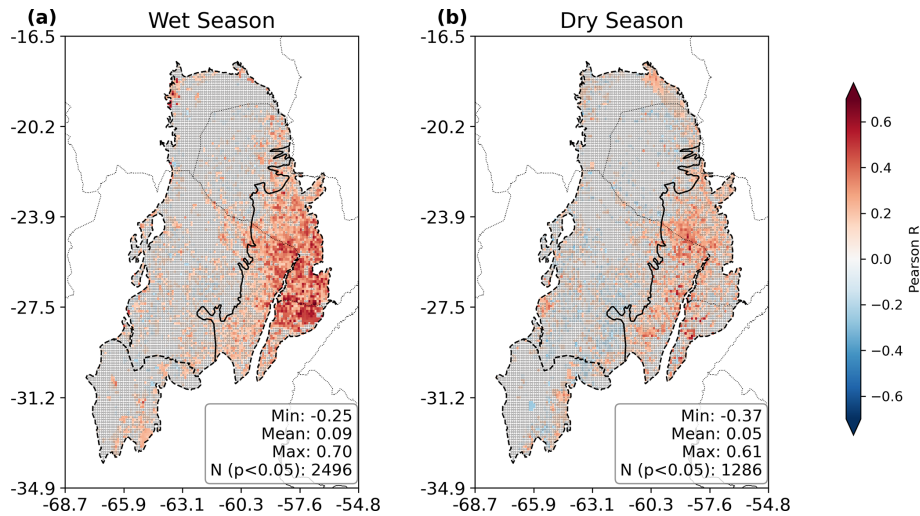 (a) Wet Season
(b) Dry Season
-16.5
-20.2
-23.9
-27.5
-31.2
-34.9
-68.7 -65.9 -63.1 -60.3 -57.6 -54.8
Min: -0.25
Mean: 0.09
Max: 0.70
N (p<0.05): 2496
-16.5
-20.2
-23.9
-27.5
-31.2
-34.9
-68.7 -65.9 -63.1 -60.3 -57.6 -54.8
Min: -0.37
Mean: 0.05
Max: 0.61
N (p<0.05): 1286
0.6
0.4
0.2
0.0
−0.2
−0.4
−0.6
Pearson R